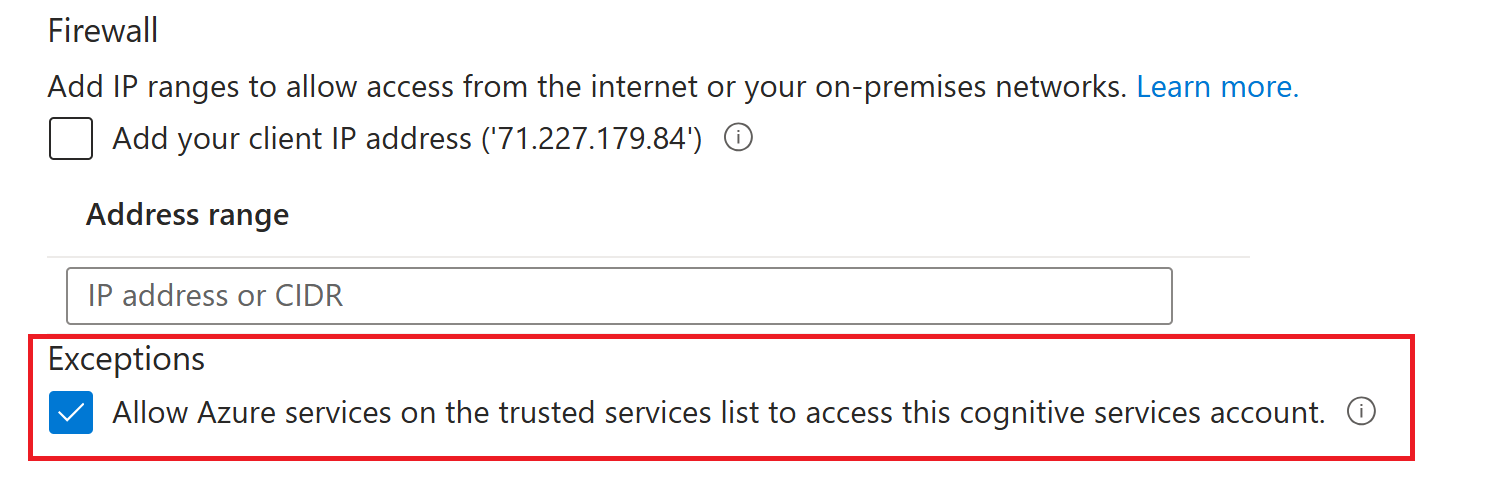 Firewall
Add IP ranges to allow access from the internet or your on-premises networks. Learn more.
Add your client IP address ('71.227.179.84')
Address range
IP address or CIDR
Exceptions
Allow Azure services on the trusted services list to access this cognitive services account.